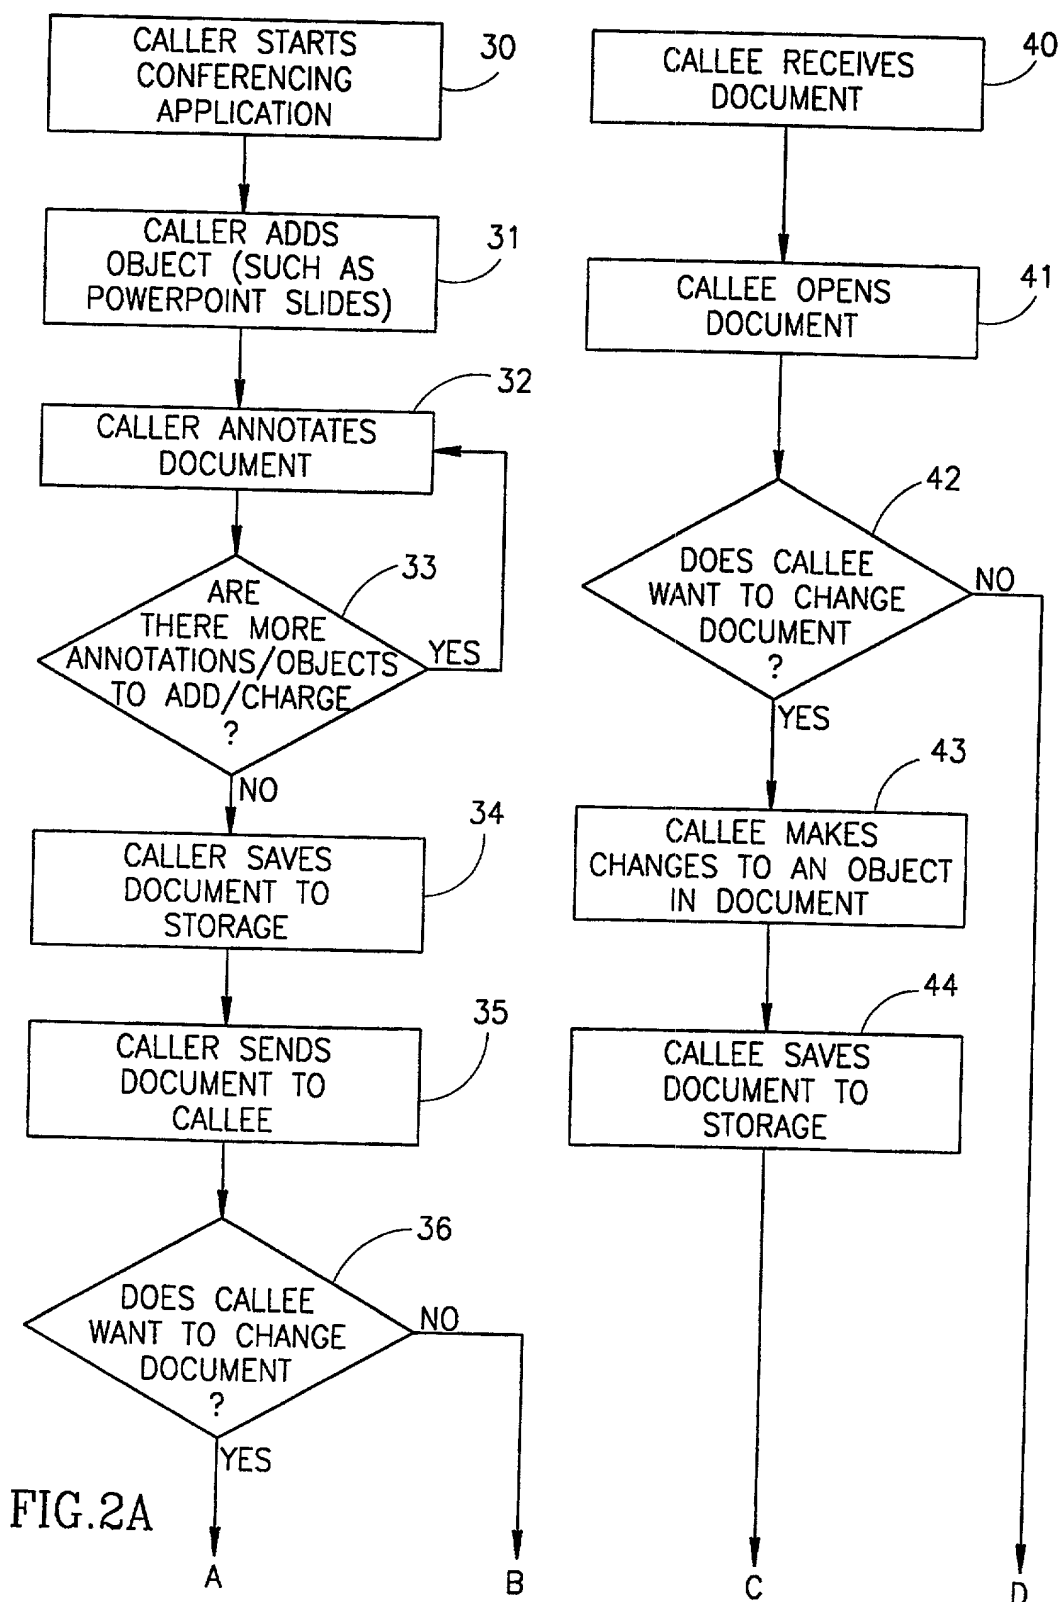 CALLER STARTS
CONFERENCING
APPLICATION
30
CALLER ADDS
OBJECT (SUCH AS
POWERPOINT SLIDES)
31
CALLER ANNOTATES
DOCUMENT
32
ARE
THERE MORE
ANNOTATIONS/OBJECTS
TO ADD/CHARGE
?
33
YES
NO
CALLER SAVES
DOCUMENT TO
STORAGE
34
CALLER SENDS
DOCUMENT TO
CALLEE
35
DOES CALLEE
WANT TO CHANGE
DOCUMENT
?
36
NO
YES
A
B
CALLEE RECEIVES
DOCUMENT
40
CALLEE OPENS
DOCUMENT
41
DOES CALLEE
WANT TO CHANGE
DOCUMENT
?
42
NO
YES
CALLEE MAKES
CHANGES TO AN OBJECT
IN DOCUMENT
43
CALLEE SAVES
DOCUMENT TO
STORAGE
44
C
D
FIG.2A